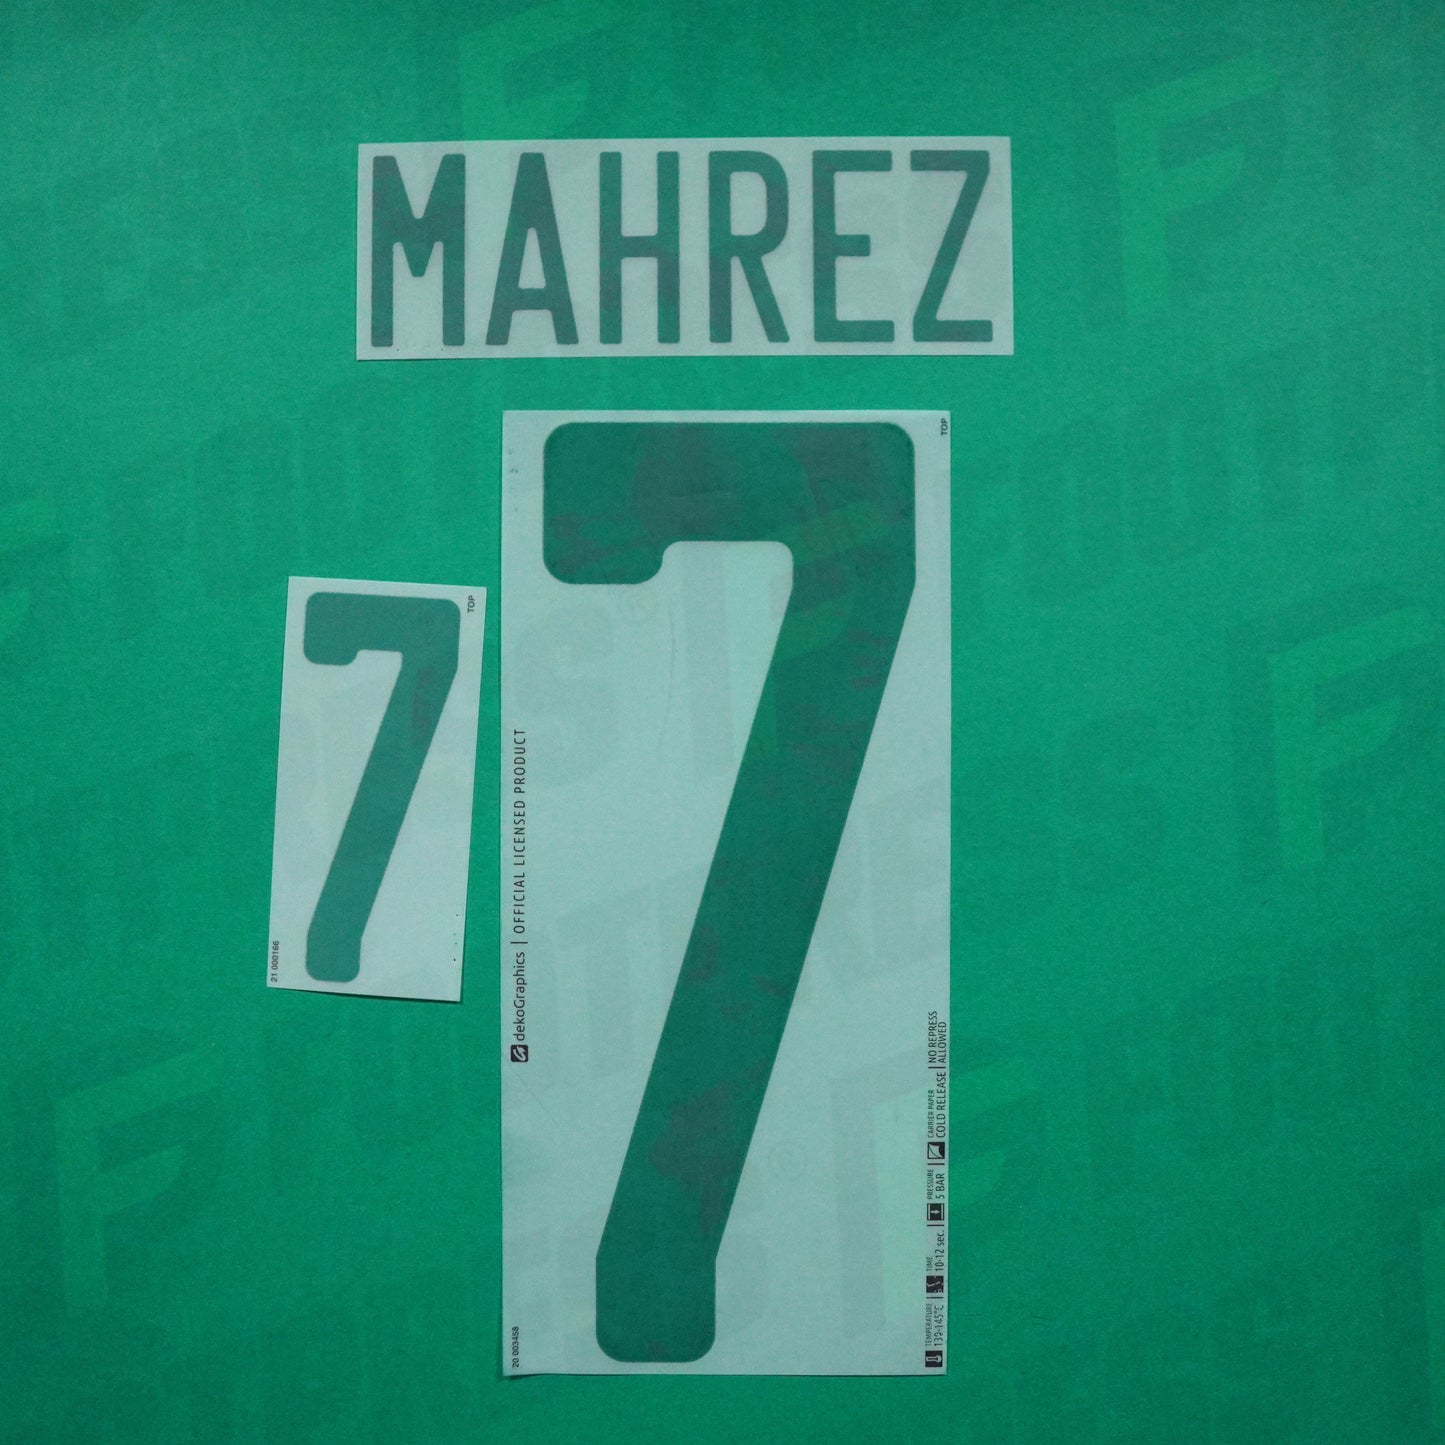 MAHREZ
TOP
7
21 000166
TOP
7
dekoGraphics | OFFICIAL LICENSED PRODUCT
20 003458
TEMPERATURE
130-145°C
TIME
10-12 sec.
PRESSURE
5 BAR
CARRIER PAPER
COLD RELEASE
NO REPRESS
ALLOWED